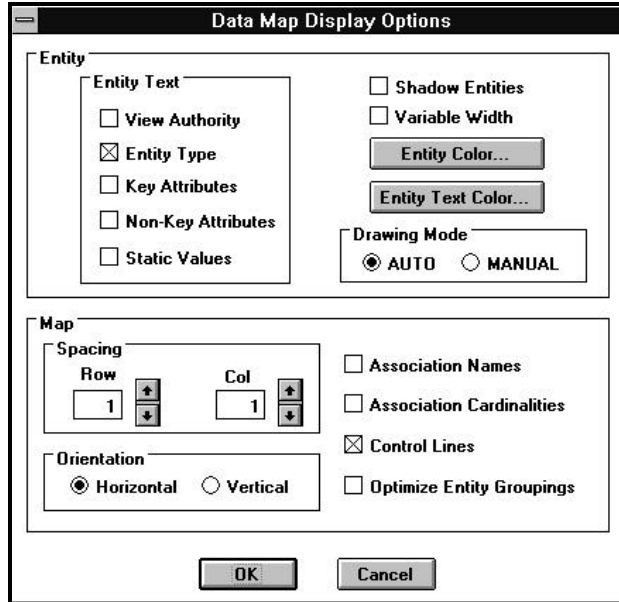 Data Map Display Options
Entity
Entity Text
View Authority
Entity Type
Key Attributes
Non-Key Attributes
Static Values
Shadow Entities
Variable Width
Entity Color...
Entity Text Color...
Drawing Mode
AUTO MANUAL
Map
Spacing
Row Col
1 1
Orientation
Horizontal Vertical
Association Names
Association Cardinalities
Control Lines
Optimize Entity Groupings
OK Cancel